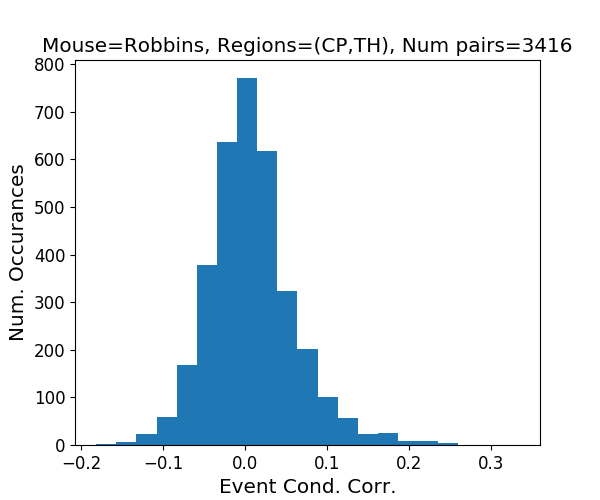 Mouse=Robbins, Regions=(CP,TH), Num pairs=3416
800
700
600
500
400
300
200
100
0
Num. Occurances
−0.2 −0.1 0.0 0.1 0.2 0.3
Event Cond. Corr.